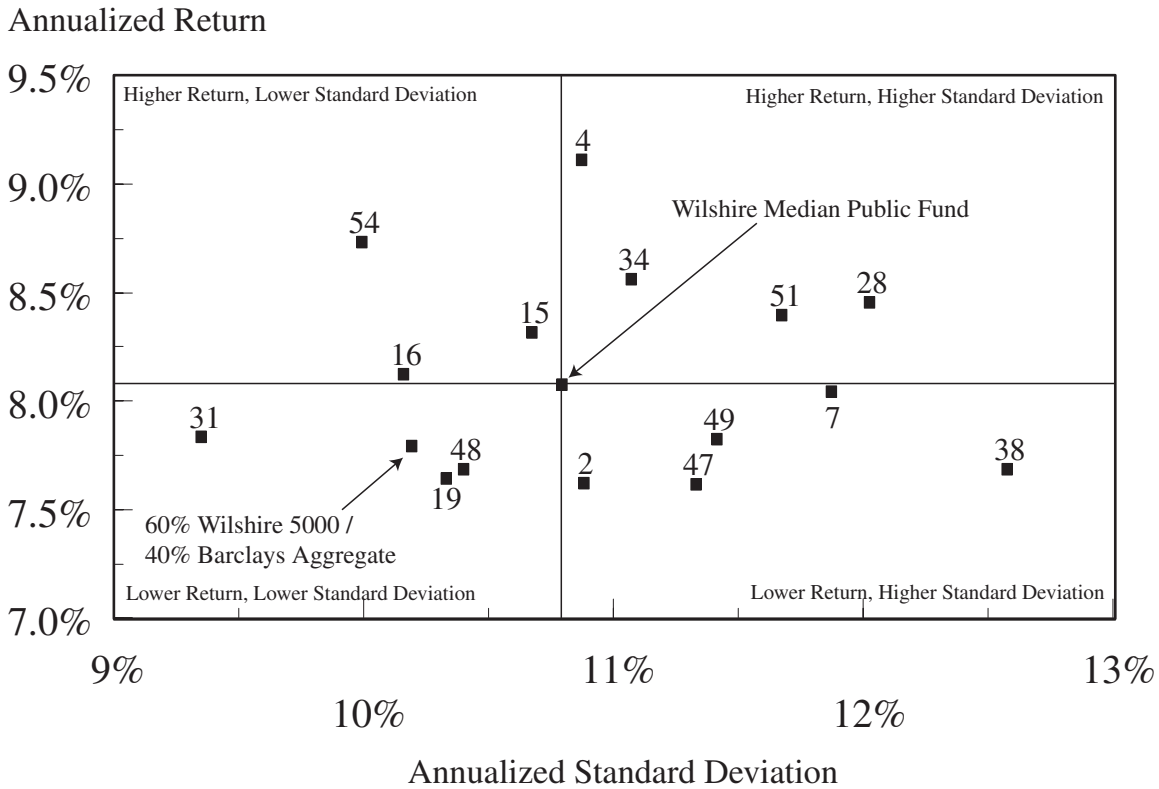 Annualized Return
9.5%
Higher Return, Lower Standard Deviation
Higher Return, Higher Standard Deviation
4
9.0%
Wilshire Median Public Fund
54
34
8.5%
51
28
15
16
8.0%
31
49
7
48
2
47
38
19
7.5%
60% Wilshire 5000 /
40% Barclays Aggregate
Lower Return, Lower Standard Deviation
Lower Return, Higher Standard Deviation
7.0%
9%
11%
13%
10%
12%
Annualized Standard Deviation